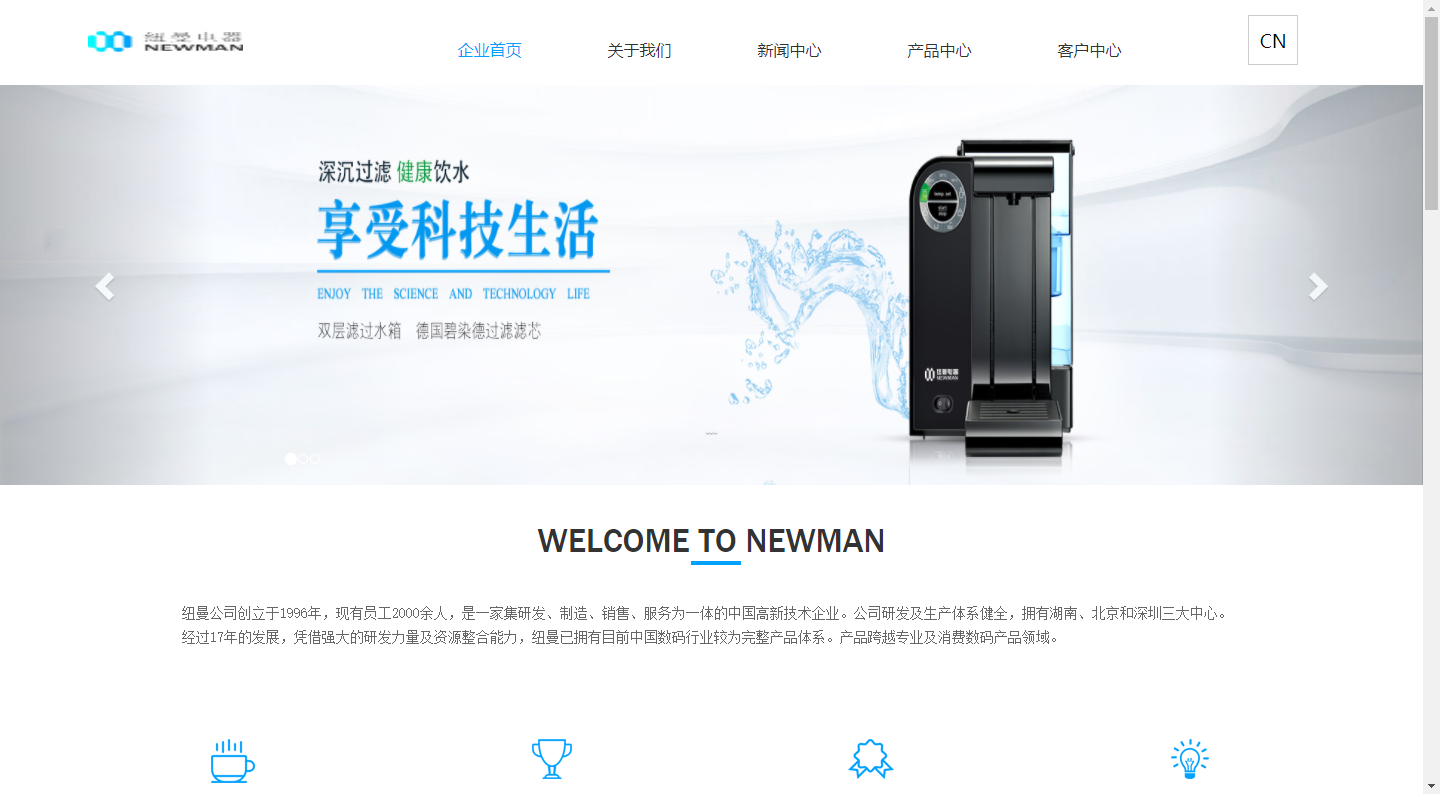 纽曼电器
NEWMAN
企业首页
关于我们
新闻中心
产品中心
客户中心
CN
深沉过滤 健康饮水
享受科技生活
ENJOY THE SCIENCE AND TECHNOLOGY LIFE
双层滤过水箱 德国碧染德过滤滤芯
纽曼电器
NEWMAN
WELCOME TO NEWMAN
纽曼公司创立于1996年，现有员工2000余人，是一家集研发、制造、销售、服务为一体的中国高新技术企业。公司研发及生产体系健全，拥有湖南、北京和深圳三大中心。
经过17年的发展，凭借强大的研发力量及资源整合能力，纽曼已拥有目前中国数码行业较为完整产品体系。产品跨越专业及消费数码产品领域。